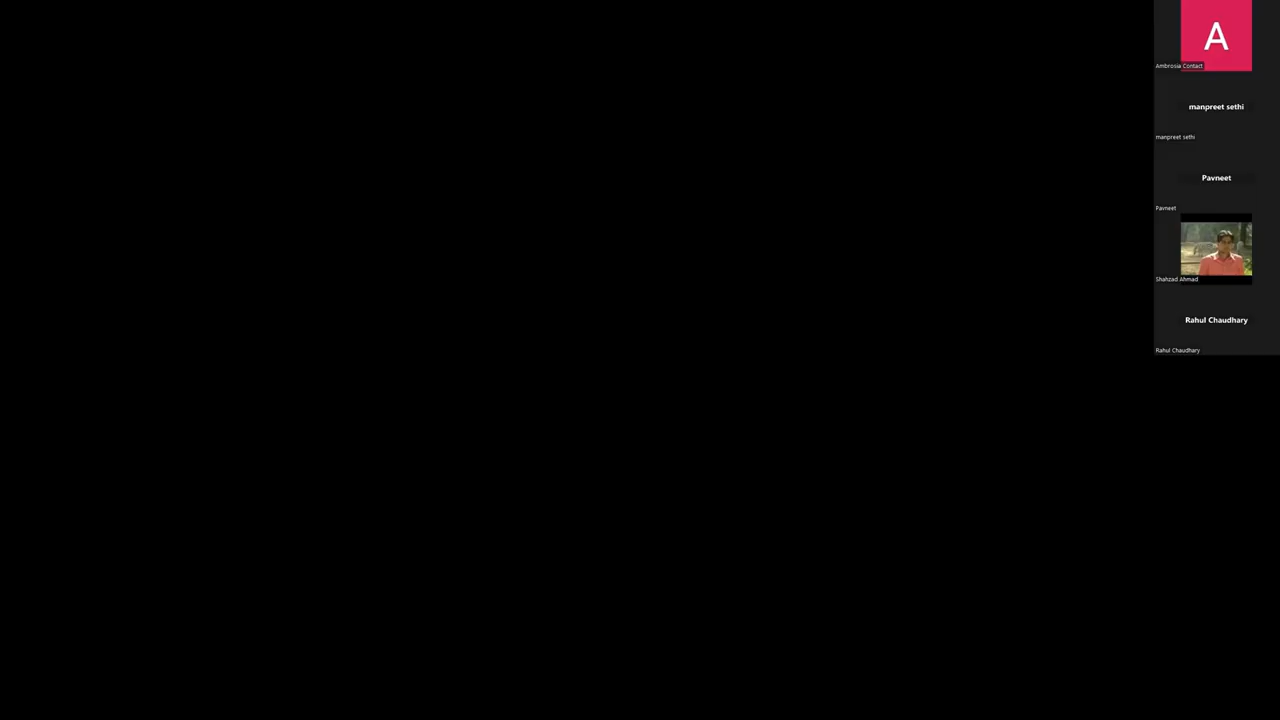 A
Ambrosia Contact
manpreet sethi
manpreet sethi
Pavneet
Pavneet
Shahzad Ahmad
Rahul Chaudhary
Rahul Chaudhary